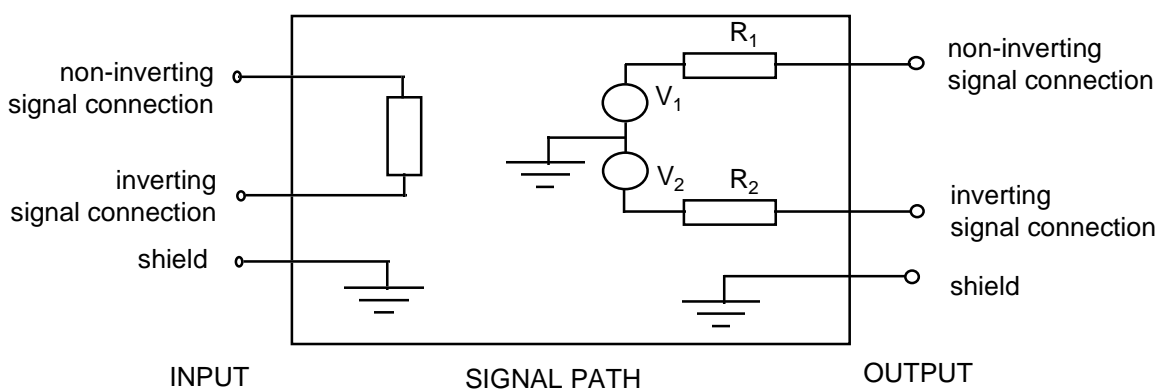 non-inverting
signal connection
inverting
signal connection
shield
R1
V1
V2
R2
non-inverting
signal connection
inverting
signal connection
shield
INPUT
SIGNAL PATH
OUTPUT